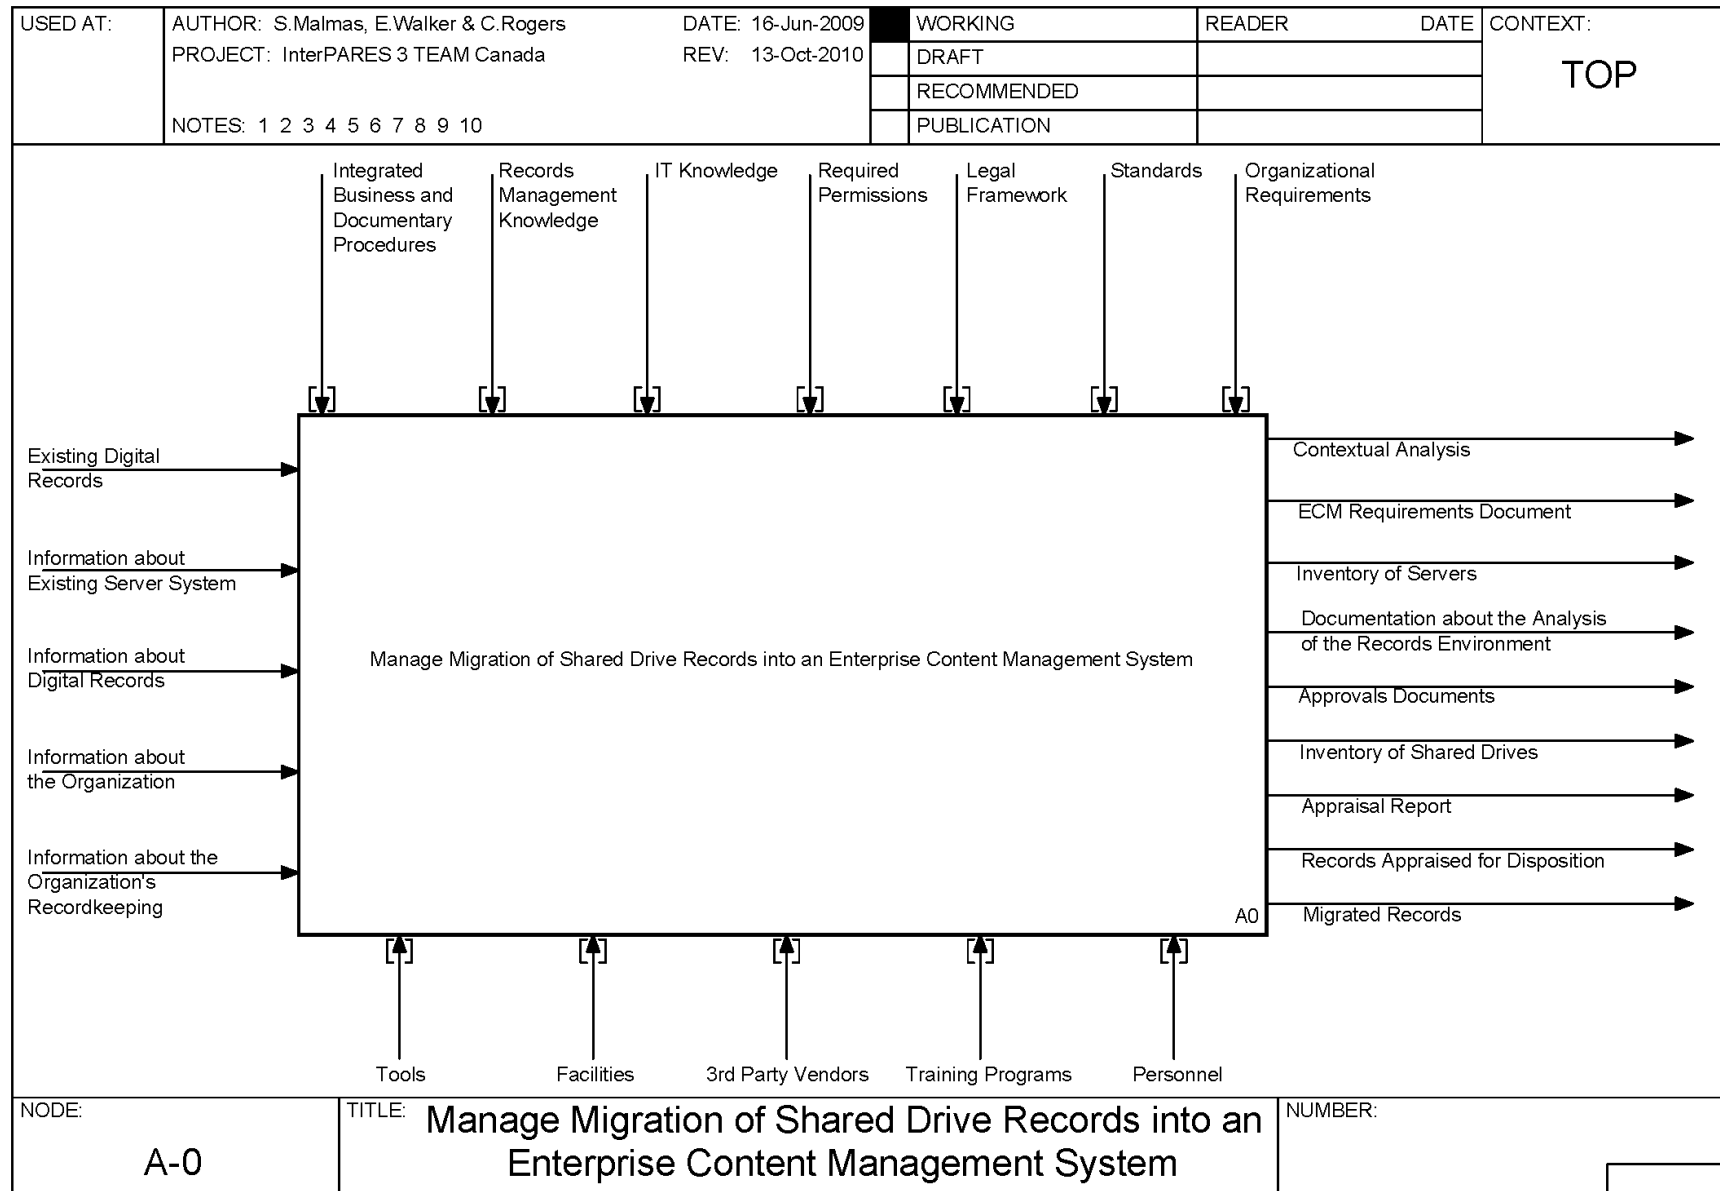 USED AT:
AUTHOR: S.Malmas, E.Walker & C.Rogers
DATE: 16-Jun-2009
PROJECT: InterPARES 3 TEAM Canada
REV: 13-Oct-2010
NOTES: 1 2 3 4 5 6 7 8 9 10
WORKING
DRAFT
RECOMMENDED
PUBLICATION
READER DATE
CONTEXT:
TOP
Integrated
Business and
Documentary
Procedures
Records
Management
Knowledge
IT Knowledge
Required
Permissions
Legal
Framework
Standards
Organizational
Requirements
Existing Digital
Records
Information about
Existing Server System
Information about
Digital Records
Information about
the Organization
Information about the
Organization's
Recordkeeping
Manage Migration of Shared Drive Records into an Enterprise Content Management System
A0
Contextual Analysis
ECM Requirements Document
Inventory of Servers
Documentation about the Analysis
of the Records Environment
Approvals Documents
Inventory of Shared Drives
Appraisal Report
Records Appraised for Disposition
Migrated Records
Tools
Facilities
3rd Party Vendors
Training Programs
Personnel
NODE:
A-0
TITLE:
Manage Migration of Shared Drive Records into an
Enterprise Content Management System
NUMBER: